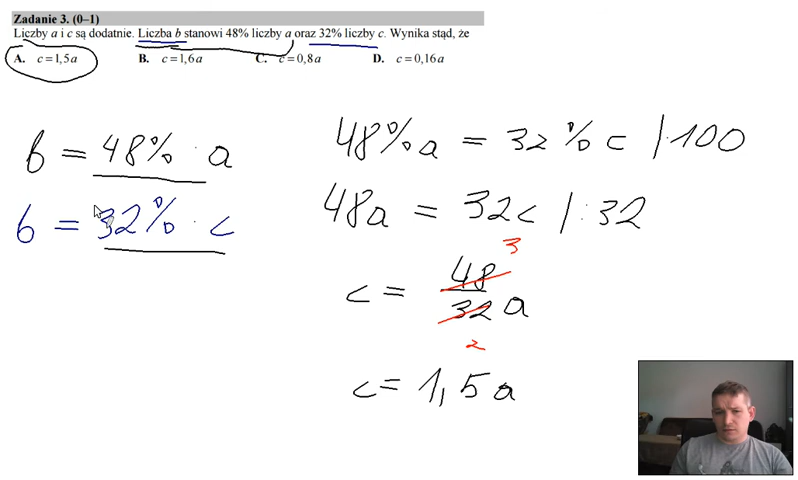 Zadanie 3. (0–1)
Liczby a i c są dodatnie. Liczba b stanowi 48% liczby a oraz 32% liczby c. Wynika stąd, że
A. c=1,5a B. c=1,6a C. c=0,8a D. c=0,16a
b = 48% · a
b = 32% · c
48% a = 32% c |·100
48a = 32c |:32
c = 48/32 a
3
2
c = 1,5a